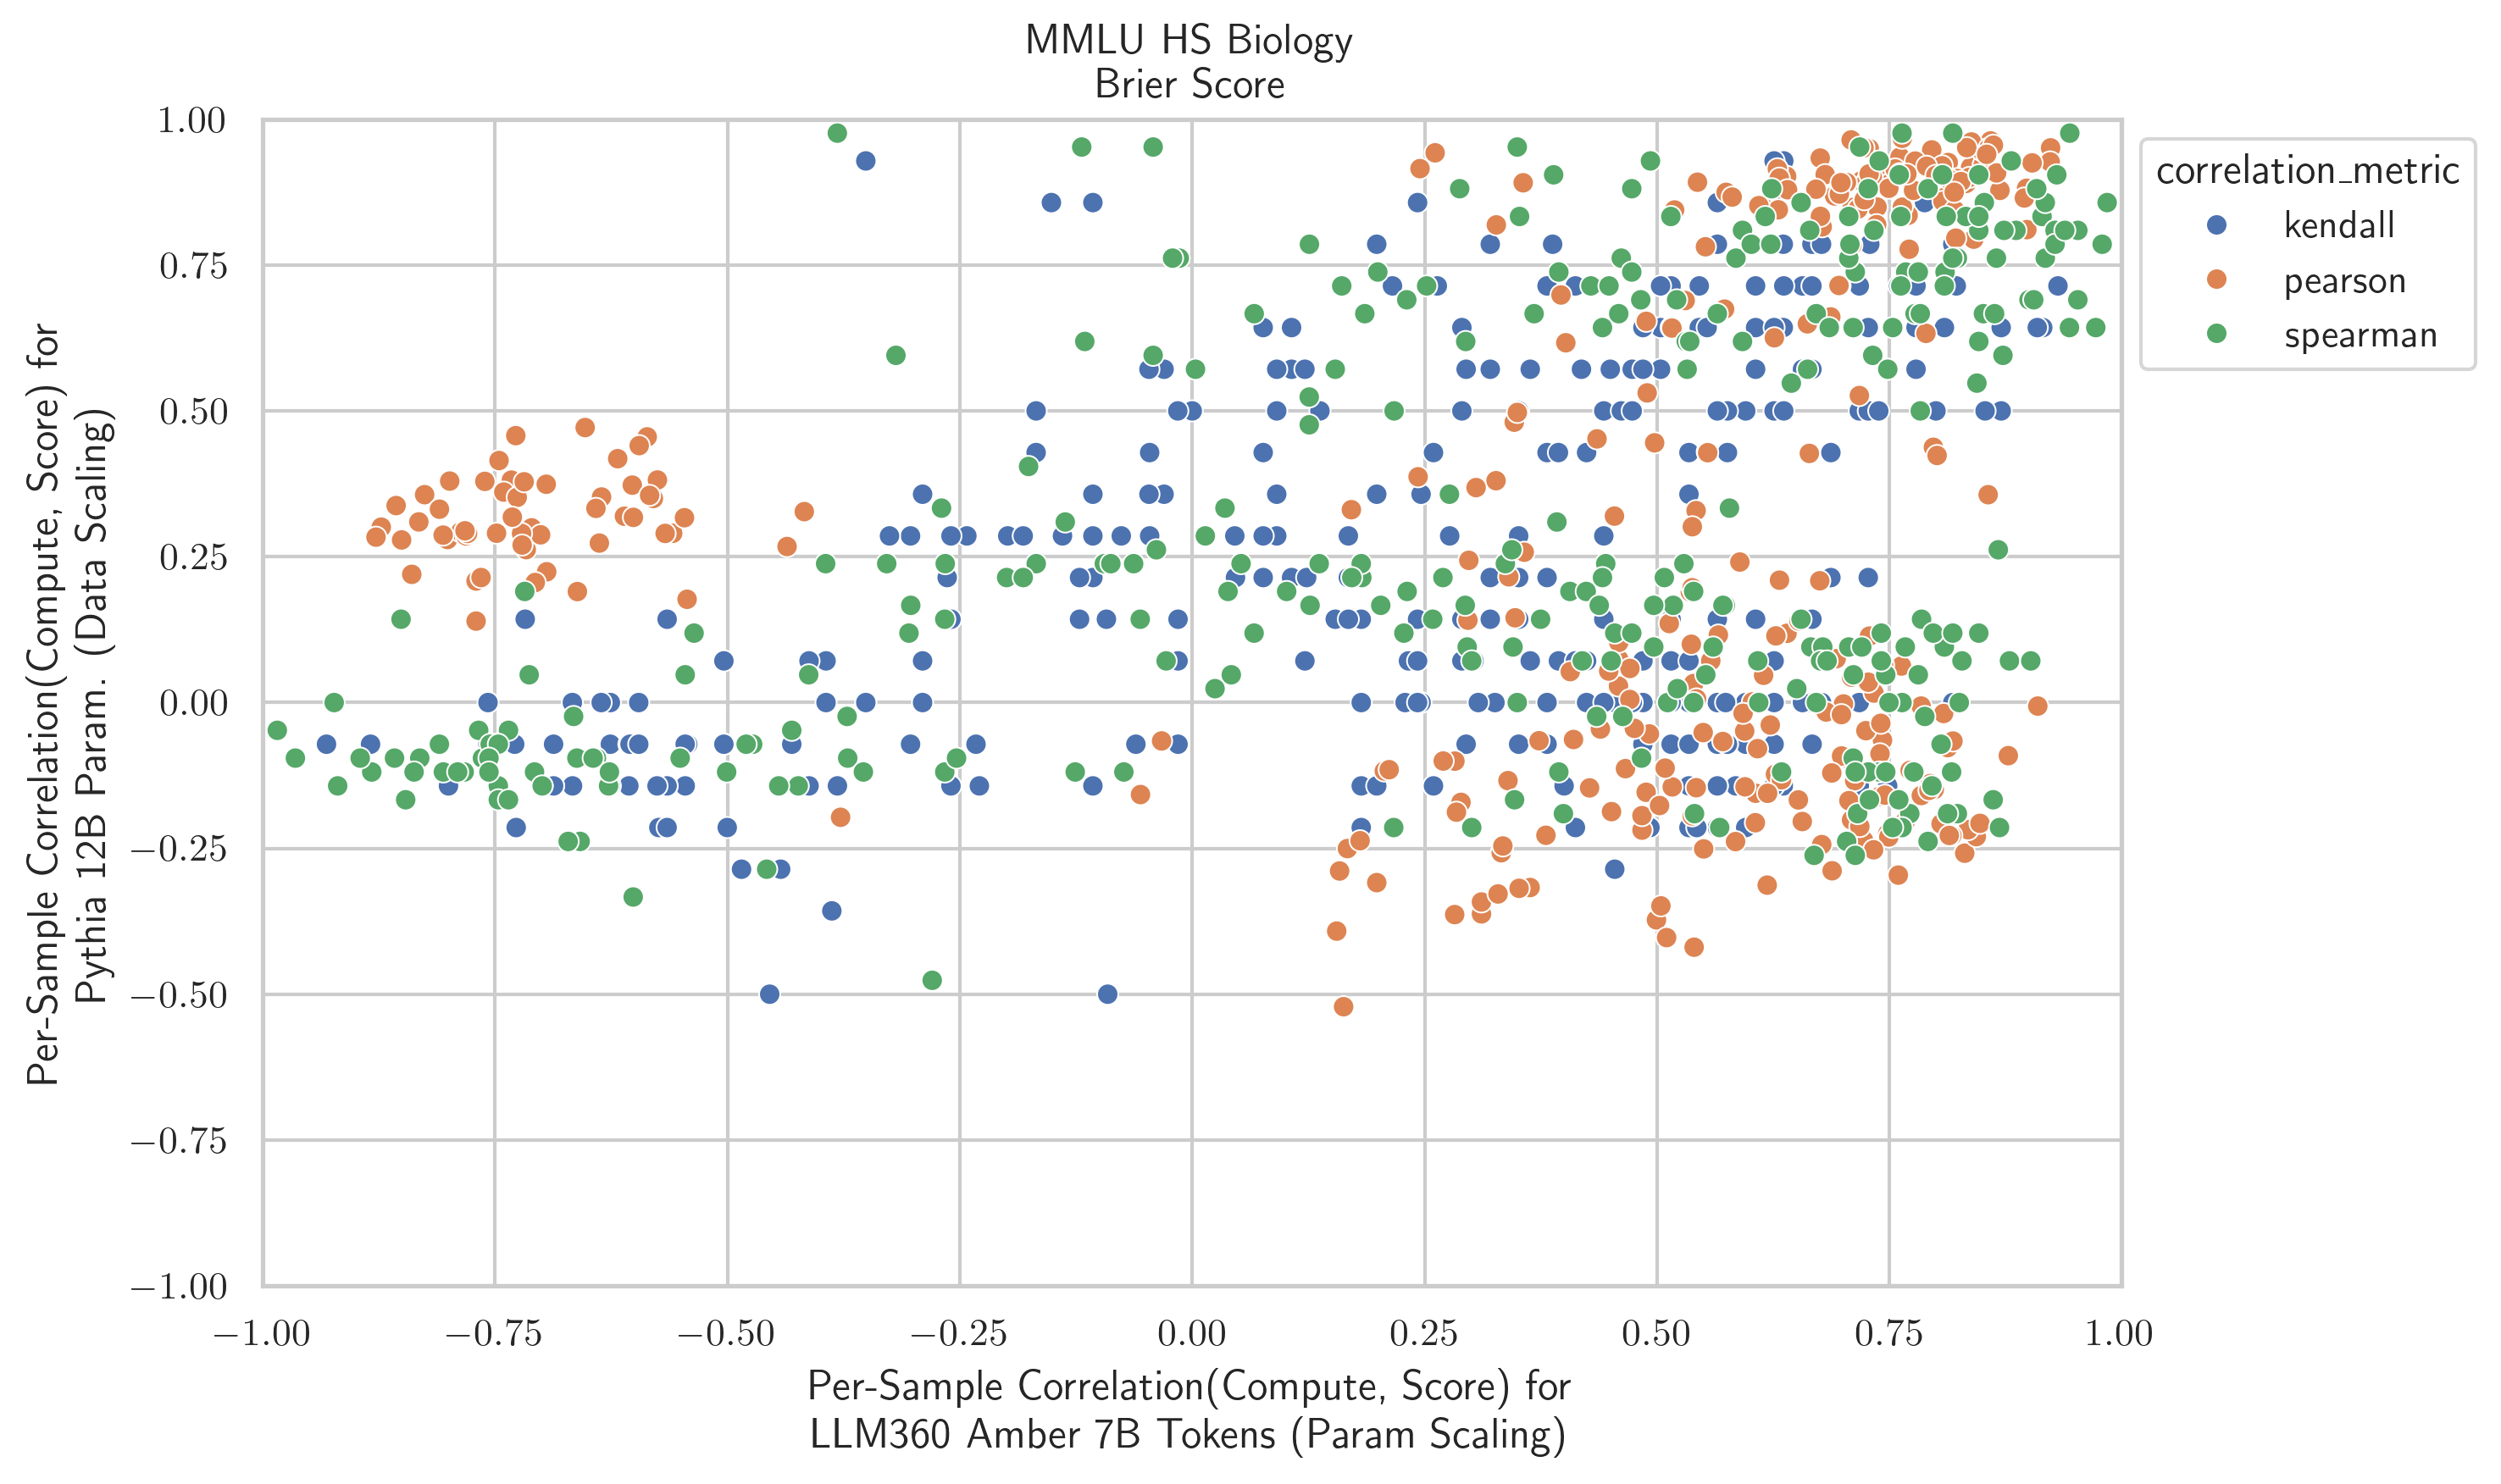 MMLU HS Biology
Brier Score
Per-Sample Correlation(Compute, Score) for
Pythia 12B Param. (Data Scaling)
1.00
0.75
0.50
0.25
0.00
−0.25
−0.50
−0.75
−1.00
−1.00
−0.75
−0.50
−0.25
0.00
0.25
0.50
0.75
1.00
Per-Sample Correlation(Compute, Score) for
LLM360 Amber 7B Tokens (Param Scaling)
correlation_metric
kendall
pearson
spearman